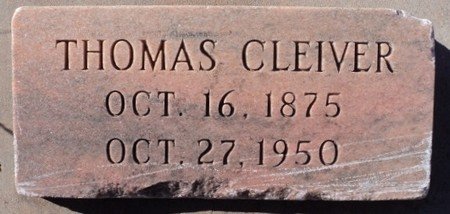 THOMAS CLEIVER
OCT. 16, 1875
OCT. 27, 1950